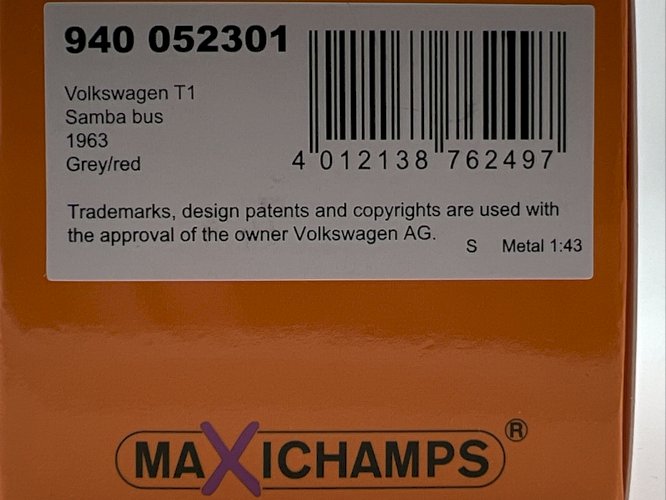 940 052301
Volkswagen T1
Samba bus
1963
Grey/red
4 012138 762497
Trademarks, design patents and copyrights are used with
the approval of the owner Volkswagen AG.
S Metal 1:43
MAXICHAMPS®